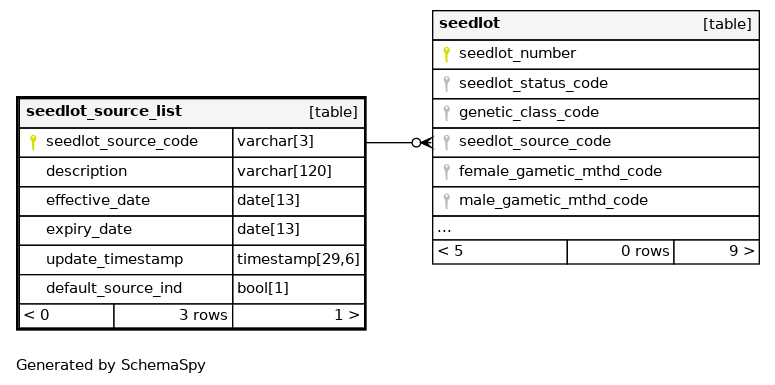 seedlot [table]
seedlot_number
seedlot_status_code
genetic_class_code
seedlot_source_code
female_gametic_mthd_code
male_gametic_mthd_code
...
< 5 0 rows 9 >
seedlot_source_list [table]
seedlot_source_code varchar[3]
description varchar[120]
effective_date date[13]
expiry_date date[13]
update_timestamp timestamp[29,6]
default_source_ind bool[1]
< 0 3 rows 1 >
Generated by SchemaSpy